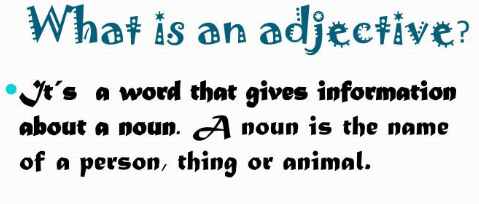 What is an adjective?
It´s a word that gives information
about a noun. A noun is the name
of a person, thing or animal.